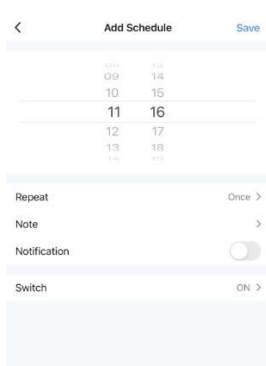 Add Schedule Save
09 14
10 15
11 16
12 17
13 18
Repeat Once
Note
Notification
Switch ON